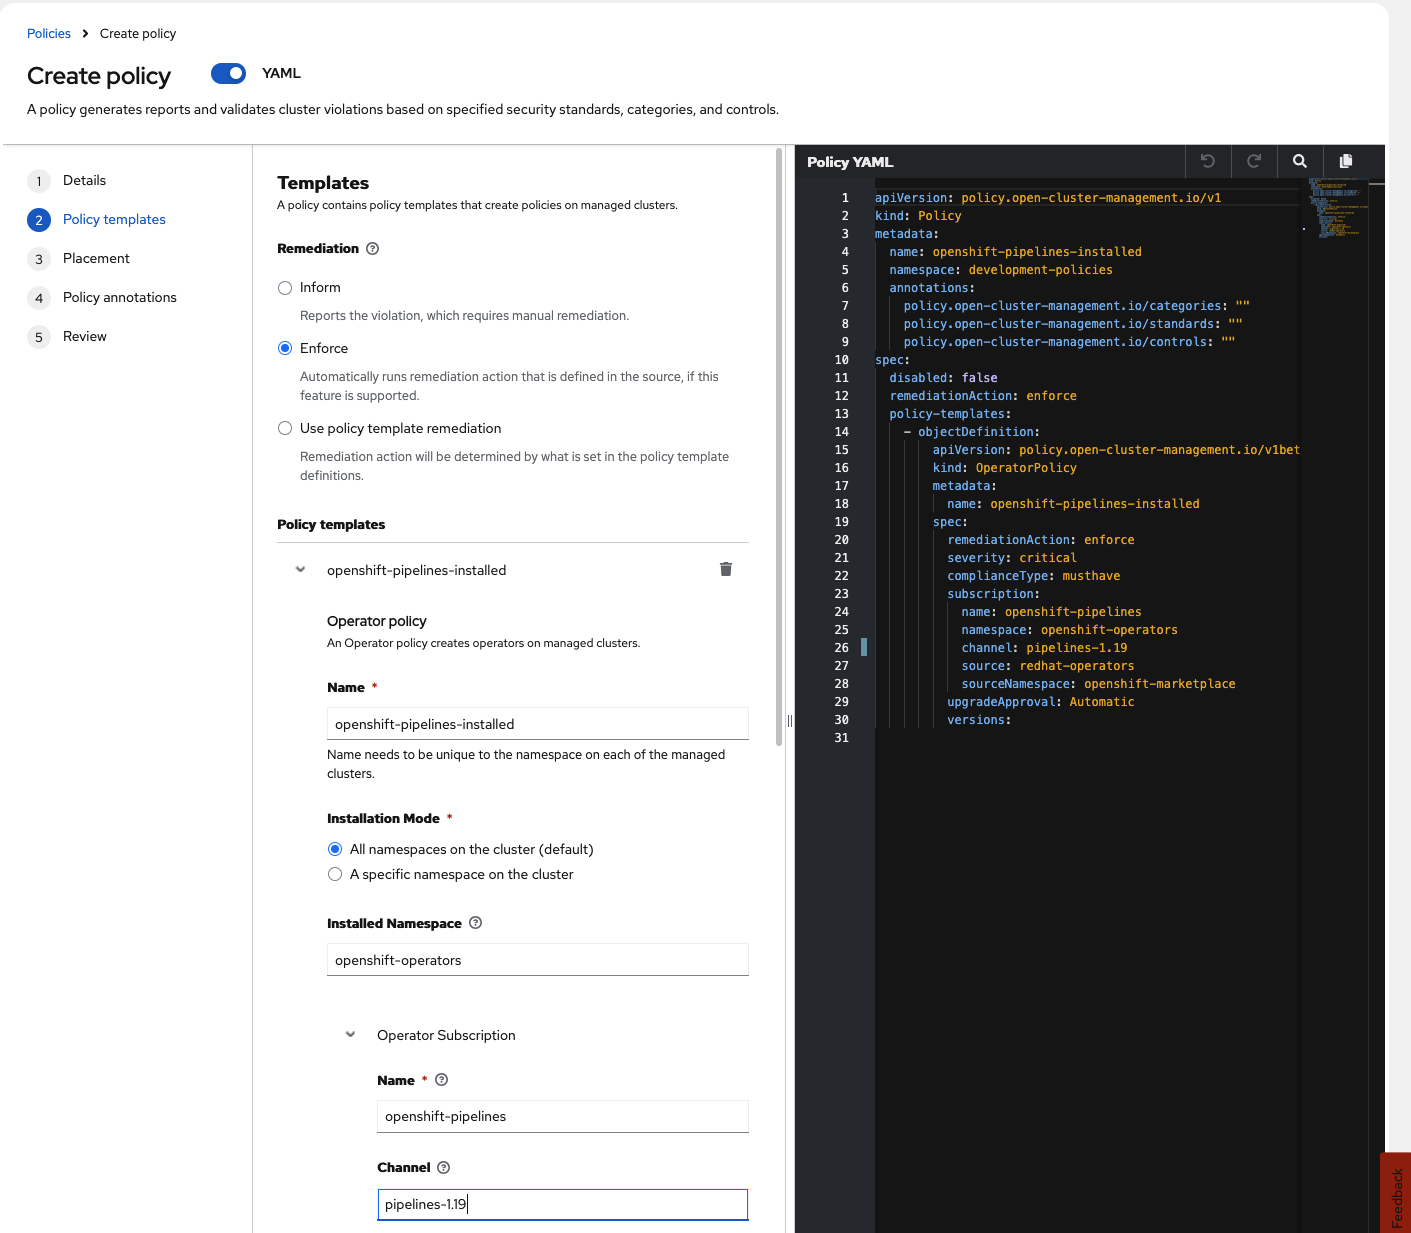 Policies > Create policy
Create policy YAML
A policy generates reports and validates cluster violations based on specified security standards, categories, and controls.
1 Details
2 Policy templates
3 Placement
4 Policy annotations
5 Review
Templates
A policy contains policy templates that create policies on managed clusters.
Remediation
Inform
Reports the violation, which requires manual remediation.
Enforce
Automatically runs remediation action that is defined in the source, if this
feature is supported.
Use policy template remediation
Remediation action will be determined by what is set in the policy template
definitions.
Policy templates
openshift-pipelines-installed
Operator policy
An Operator policy creates operators on managed clusters.
Name *
openshift-pipelines-installed
Name needs to be unique to the namespace on each of the managed
clusters.
Installation Mode *
All namespaces on the cluster (default)
A specific namespace on the cluster
Installed Namespace
openshift-operators
Operator Subscription
Name *
openshift-pipelines
Channel
pipelines-1.19
Policy YAML
1 apiVersion: policy.open-cluster-management.io/v1
2 kind: Policy
3 metadata:
4 name: openshift-pipelines-installed
5 namespace: development-policies
6 annotations:
7 policy.open-cluster-management.io/categories: ""
8 policy.open-cluster-management.io/standards: ""
9 policy.open-cluster-management.io/controls: ""
10 spec:
11 disabled: false
12 remediationAction: enforce
13 policy-templates:
14 - objectDefinition:
15 apiVersion: policy.open-cluster-management.io/v1bet
16 kind: OperatorPolicy
17 metadata:
18 name: openshift-pipelines-installed
19 spec:
20 remediationAction: enforce
21 severity: critical
22 complianceType: musthave
23 subscription:
24 name: openshift-pipelines
25 namespace: openshift-operators
26 channel: pipelines-1.19
27 source: redhat-operators
28 sourceNamespace: openshift-marketplace
29 upgradeApproval: Automatic
30 versions:
31
Feedback